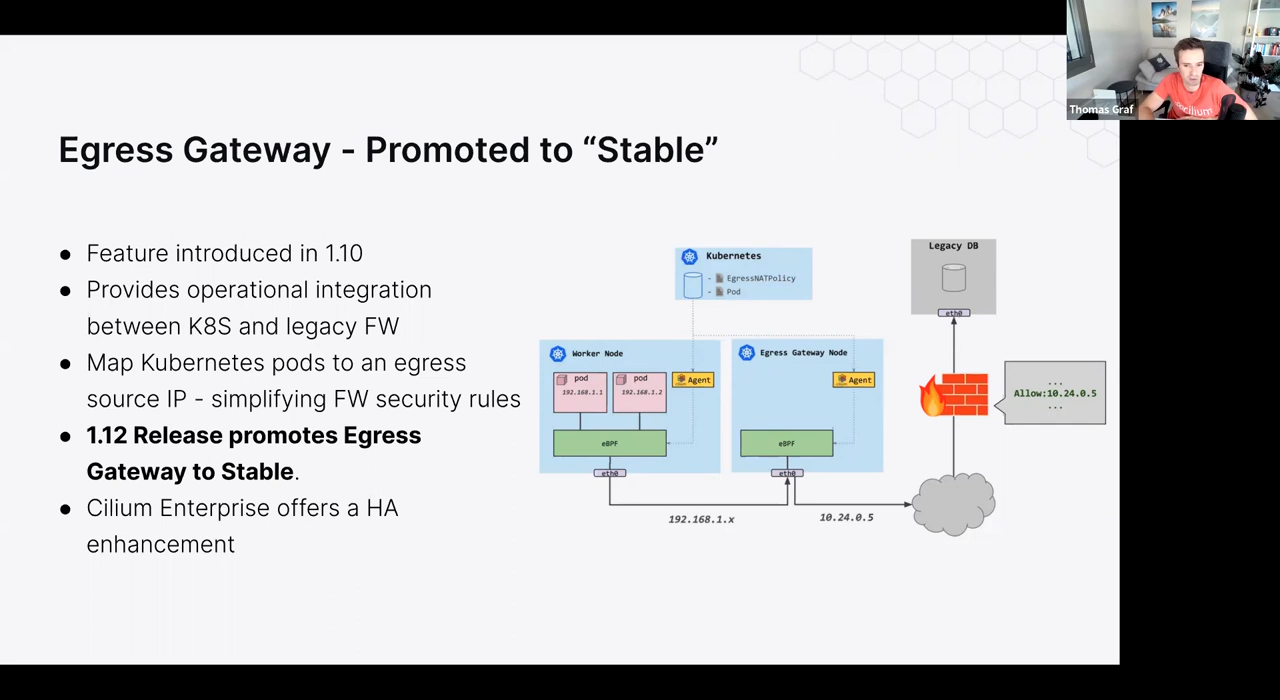 Thomas Graf
cilium
Egress Gateway - Promoted to “Stable”
● Feature introduced in 1.10
● Provides operational integration
between K8S and legacy FW
● Map Kubernetes pods to an egress
source IP - simplifying FW security rules
● 1.12 Release promotes Egress
Gateway to Stable.
● Cilium Enterprise offers a HA
enhancement
Kubernetes
- EgressNATPolicy
- Pod
Legacy DB
eth0
Worker Node
pod
192.168.1.1
pod
192.168.1.2
Agent
eBPF
eth0
Egress Gateway Node
Agent
eBPF
eth0
...
Allow:10.24.0.5
...
192.168.1.x
10.24.0.5